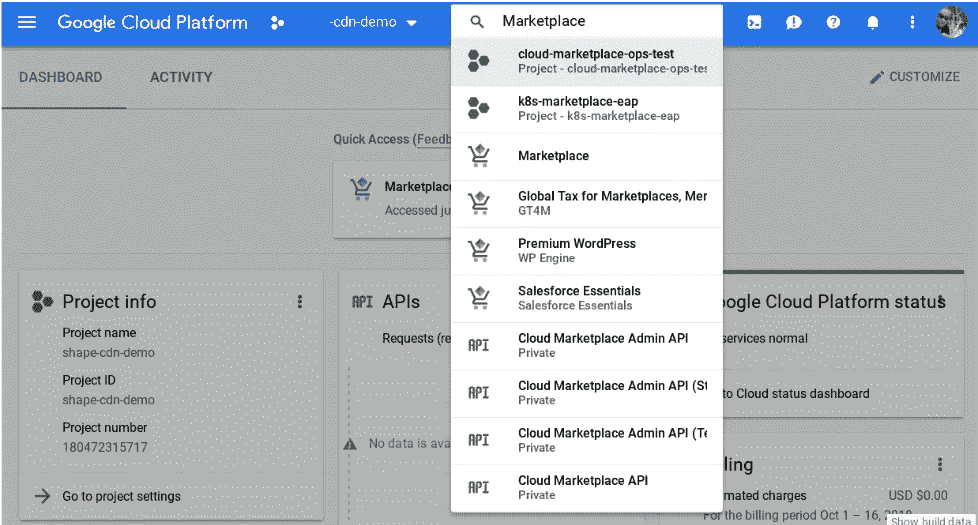 Google Cloud Platform
-cdn-demo
Marketplace
DASHBOARD
ACTIVITY
CUSTOMIZE
cloud-marketplace-ops-test
Project - cloud-marketplace-ops-tes
k8s-marketplace-eap
Project - k8s-marketplace-eap
Marketplace
Global Tax for Marketplaces, Mer
GT4M
Premium WordPress
WP Engine
Salesforce Essentials
Salesforce Essentials
Cloud Marketplace Admin API
Private
Cloud Marketplace Admin API (St
Private
Cloud Marketplace Admin API (Te
Private
Cloud Marketplace API
Private
Quick Access (Feedb
Marketplace
Accessed ju
Project info
Project name
shape-cdn-demo
Project ID
shape-cdn-demo
Project number
180472315717
Go to project settings
API APIs
Requests (re
No data is ava
oogle Cloud Platform status
services normal
to Cloud status dashboard
ling
mated charges USD $0.00
For the billing period Oct 1 – 16, 2018
Show build data